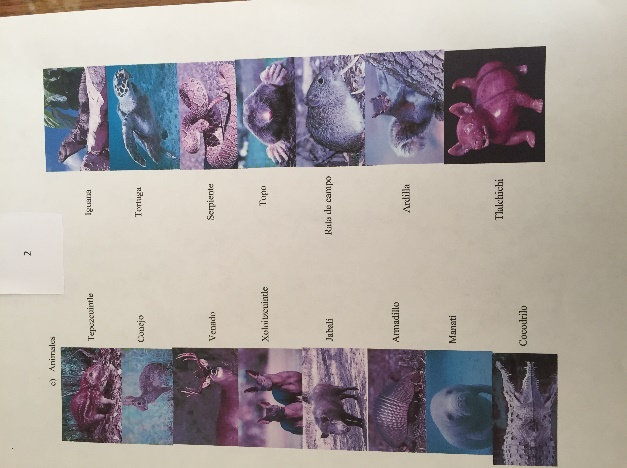 2
c) Animales
Tepezcuintle
Conejo
Venado
Xoloitzcuintle
Jabalí
Armadillo
Manatí
Cocodrilo
Iguana
Tortuga
Serpiente
Topo
Rata de campo
Ardilla
Tlalchichi